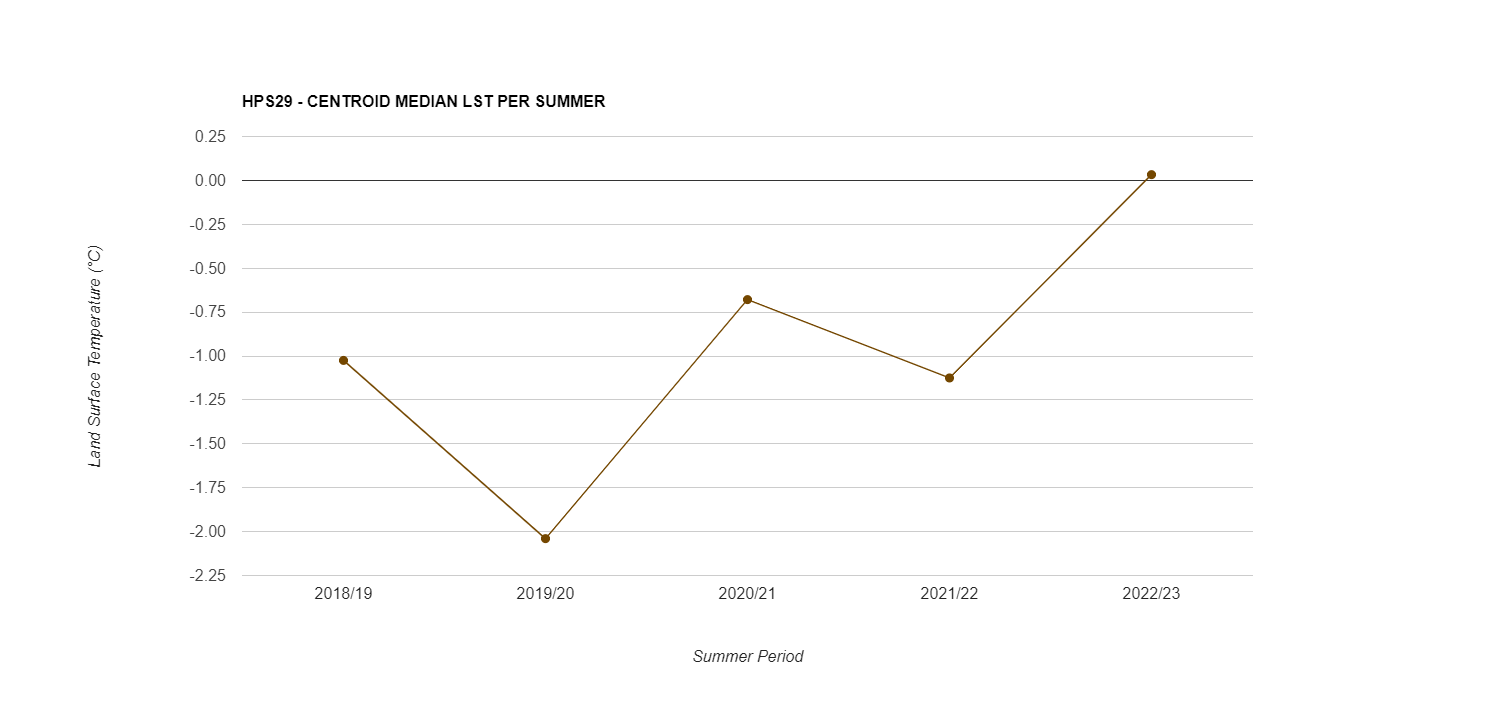 HPS29 - CENTROID MEDIAN LST PER SUMMER
0.25
0.00
-0.25
-0.50
-0.75
-1.00
-1.25
-1.50
-1.75
-2.00
-2.25
Land Surface Temperature (°C)
2018/19 2019/20 2020/21 2021/22 2022/23
Summer Period